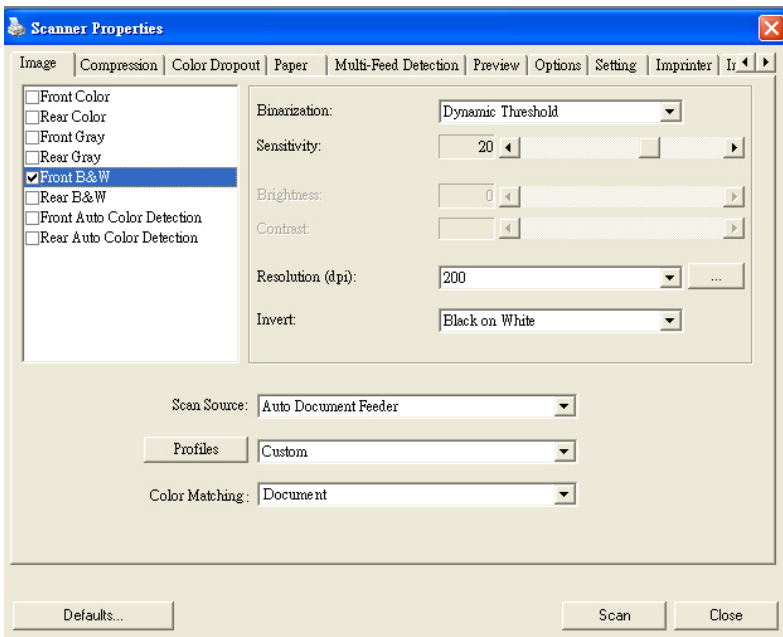 Scanner Properties
Image Compression Color Dropout Paper Multi-Feed Detection Preview Options Setting Imprinter
Front Color
Rear Color
Front Gray
Rear Gray
Front B&W
Rear B&W
Front Auto Color Detection
Rear Auto Color Detection
Binarization: Dynamic Threshold
Sensitivity: 20
Brightness: 0
Contrast:
Resolution (dpi): 200 ...
Invert: Black on White
Scan Source: Auto Document Feeder
Profiles Custom
Color Matching: Document
Defaults... Scan Close